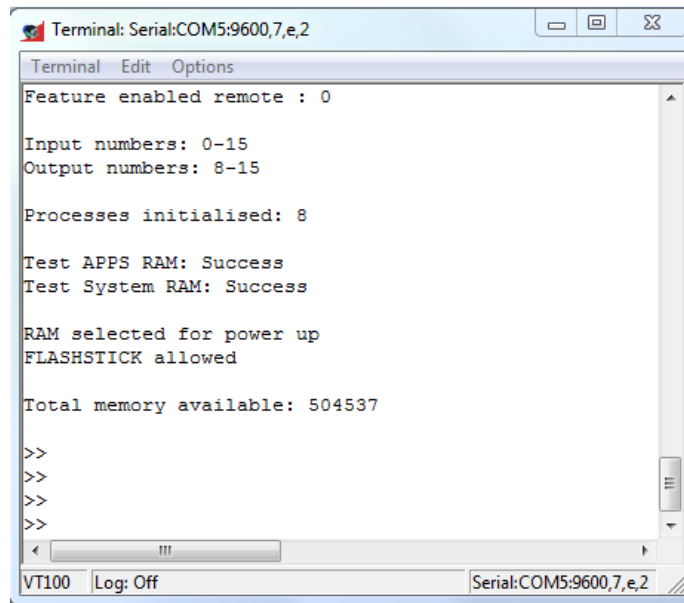 Terminal: Serial:COM5:9600,7,e,2
Terminal Edit Options
Feature enabled remote : 0
Input numbers: 0-15
Output numbers: 8-15
Processes initialised: 8
Test APPS RAM: Success
Test System RAM: Success
RAM selected for power up
FLASHSTICK allowed
Total memory available: 504537
>>
>>
>>
>>
VT100 Log: Off Serial:COM5:9600,7,e,2